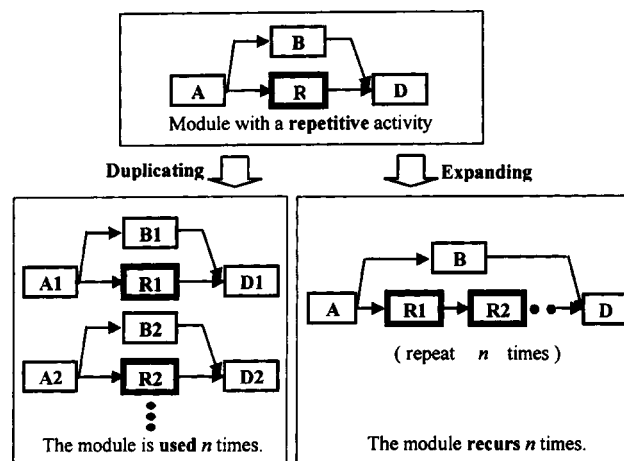 B
A R D
Module with a repetitive activity
Duplicating Expanding
B1
A1 R1 D1
B2
A2 R2 D2
The module is used n times.
B
A R1 R2 D
( repeat n times )
The module recurs n times.